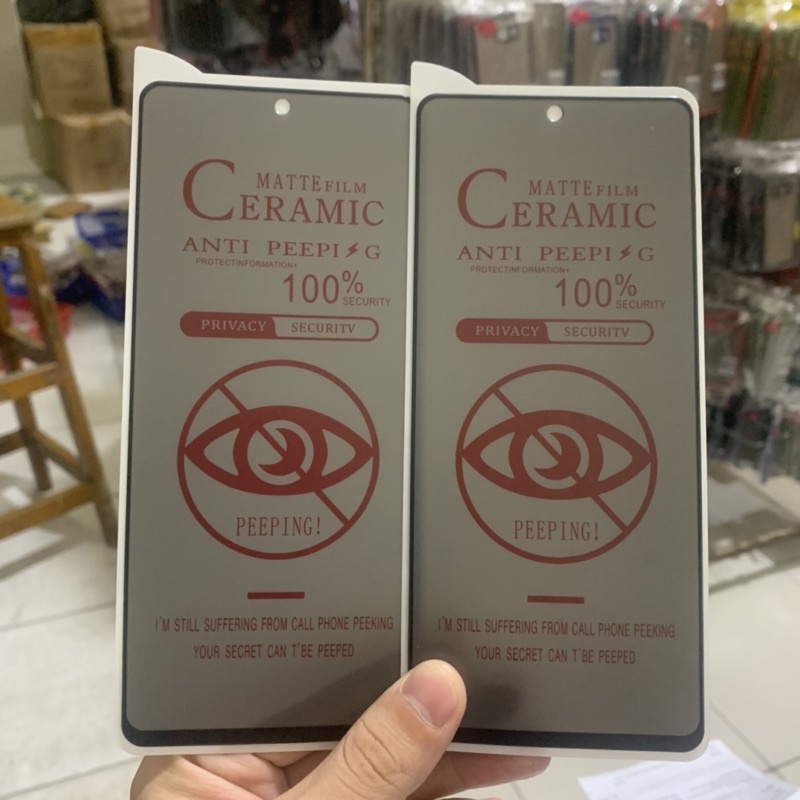 MATTE FILM
CERAMIC
ANTI PEEPI⚡G
PROTECTINFORMATION+
100%
SECURITY
PRIVACY SECURITV
PEEPING!
I'M STILL SUFFERING FROM CALL PHONE PEEKING
YOUR SECRET CAN T'BE PEEPED
MATTE FILM
CERAMIC
ANTI PEEPI⚡G
PROTECTINFORMATION+
100%
SECURITY
PRIVACY SECURITV
PEEPING!
I'M STILL SUFFERING FROM CALL PHONE PEEKING
YOUR SECRET CAN T'BE PEEPED